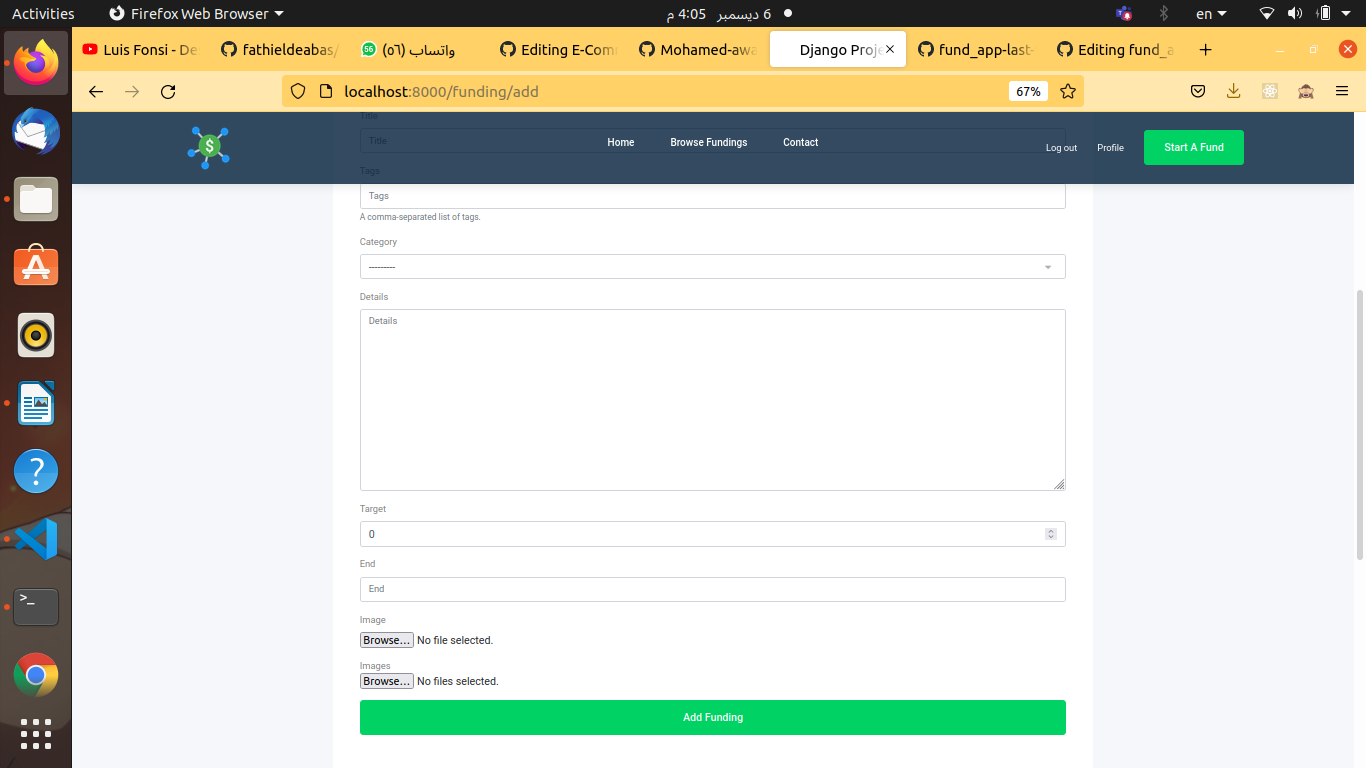 Activities Firefox Web Browser 6 ديسمبر 4:05 م en
Luis Fonsi - De fathieldeabas/ واتساب (٥٦) Editing E-Com Mohamed-awa Django Proje fund_app-last- Editing fund_a
localhost:8000/funding/add 67%
Title
Title
Home Browse Fundings Contact Log out Profile Start A Fund
Tags
Tags
A comma-separated list of tags.
Category
---------
Details
Details
Target
0
End
End
Image
Browse... No file selected.
Images
Browse... No files selected.
Add Funding